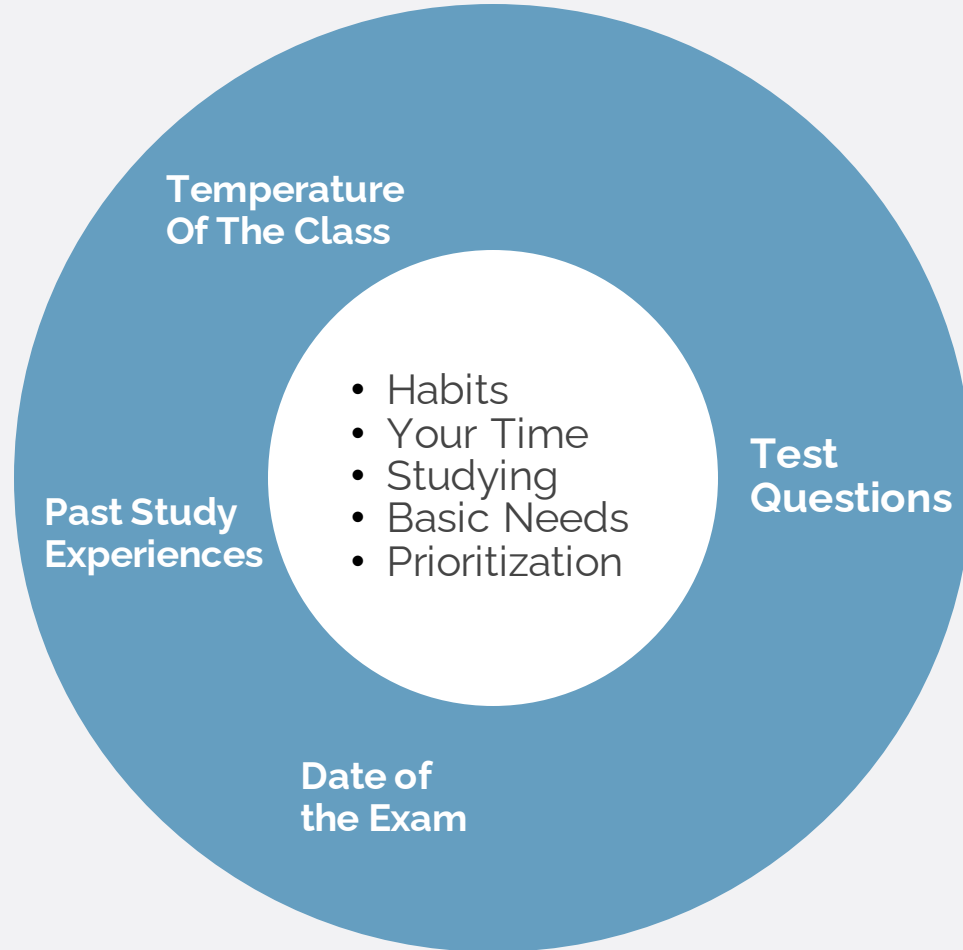 Temperature
Of The Class
• Habits
• Your Time
• Studying
• Basic Needs
• Prioritization
Test
Questions
Past Study
Experiences
Date of
the Exam